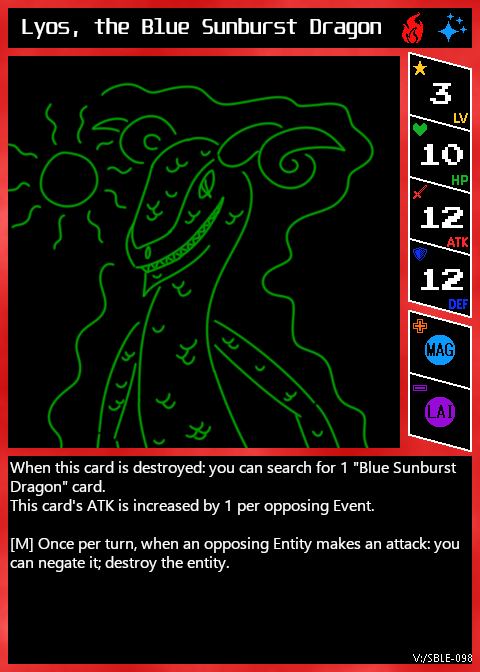 Lyos, the Blue Sunburst Dragon
3
LV
10
HP
12
ATK
12
DEF
MAG
LAI
When this card is destroyed: you can search for 1 "Blue Sunburst
Dragon" card.
This card's ATK is increased by 1 per opposing Event.
[M] Once per turn, when an opposing Entity makes an attack: you
can negate it; destroy the entity.
V:/SBLE-098